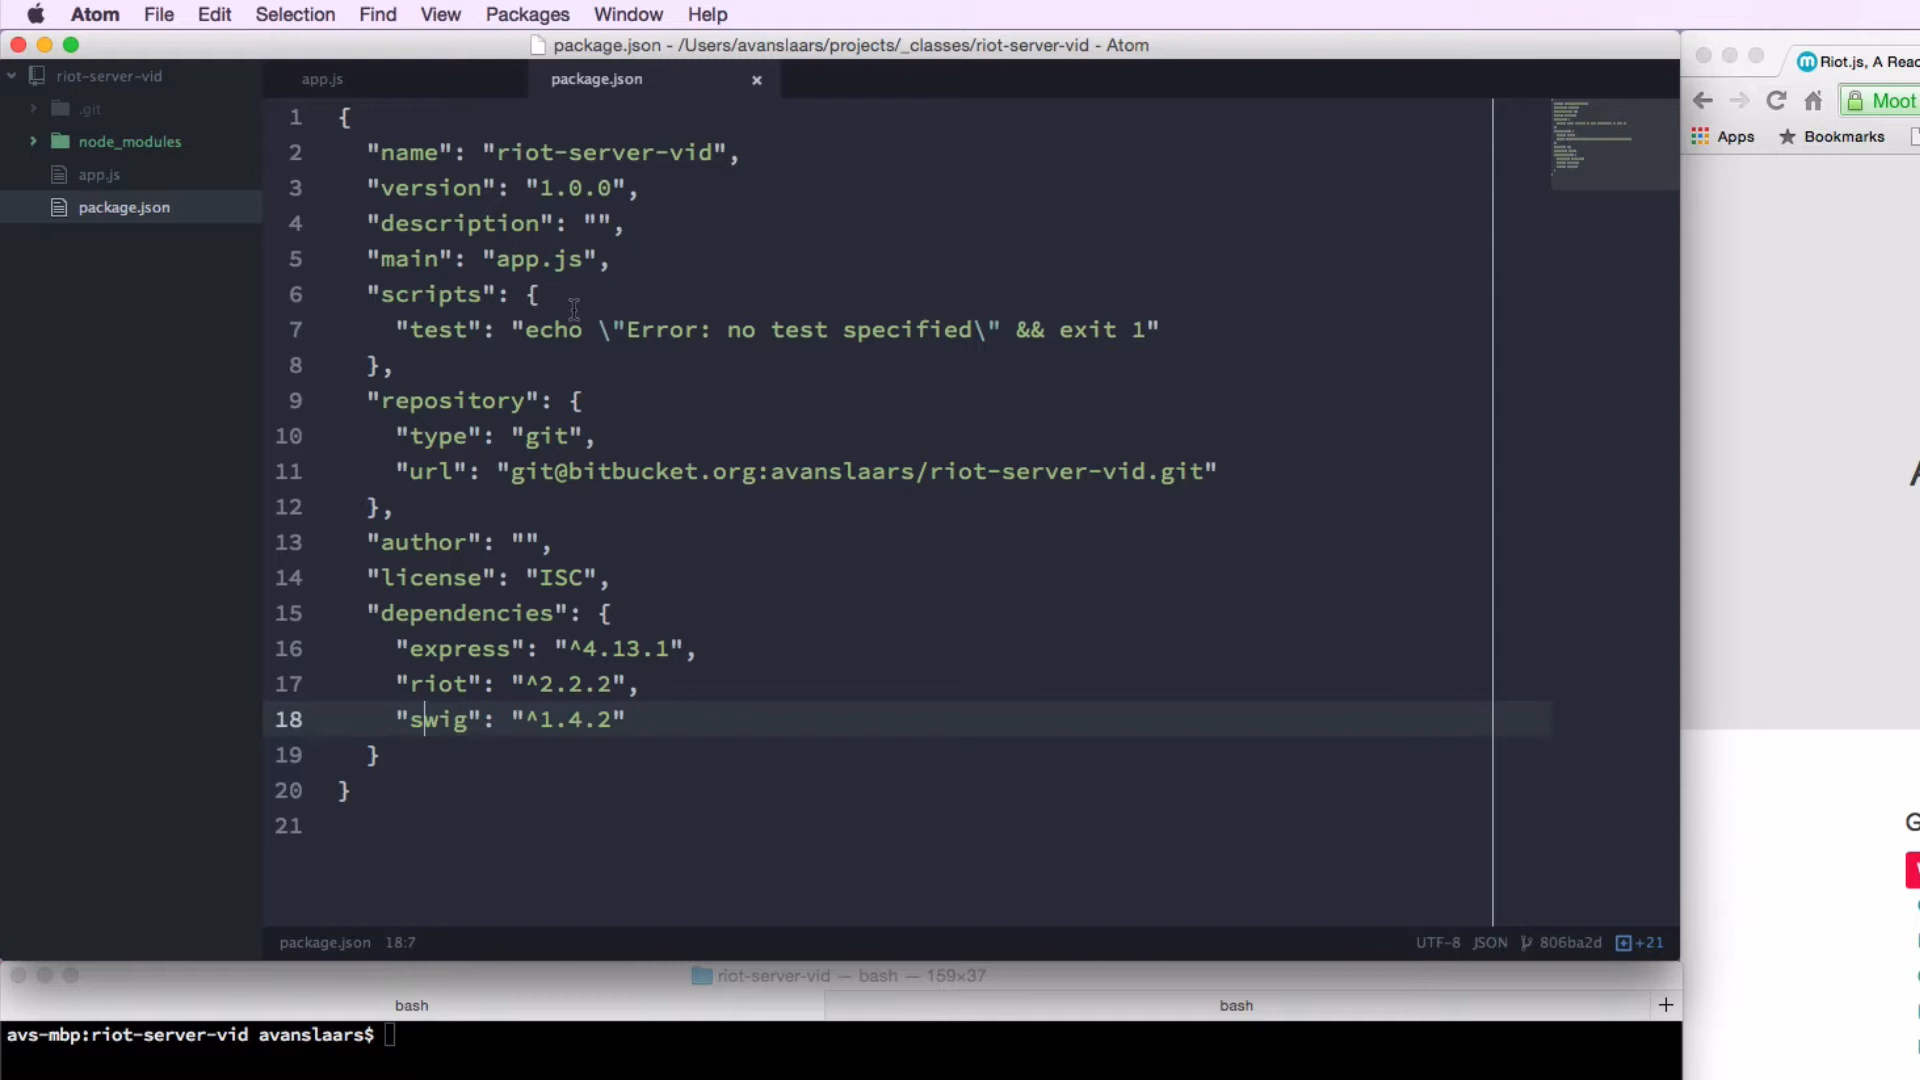 Atom File Edit Selection Find View Packages Window Help
package.json - /Users/avanslaars/projects/_classes/riot-server-vid - Atom
riot-server-vid
.git
node_modules
app.js
package.json
app.js
package.json
1 {
2 "name": "riot-server-vid",
3 "version": "1.0.0",
4 "description": "",
5 "main": "app.js",
6 "scripts": {
7 "test": "echo \"Error: no test specified\" && exit 1"
8 },
9 "repository": {
10 "type": "git",
11 "url": "git@bitbucket.org:avanslaars/riot-server-vid.git"
12 },
13 "author": "",
14 "license": "ISC",
15 "dependencies": {
16 "express": "^4.13.1",
17 "riot": "^2.2.2",
18 "swig": "^1.4.2"
19 }
20 }
21
package.json 18:7
UTF-8 JSON 806ba2d +21
Riot.js, A Reac
Moot
Apps Bookmarks
riot-server-vid — bash — 159×37
bash
bash
avs-mbp:riot-server-vid avanslaars$